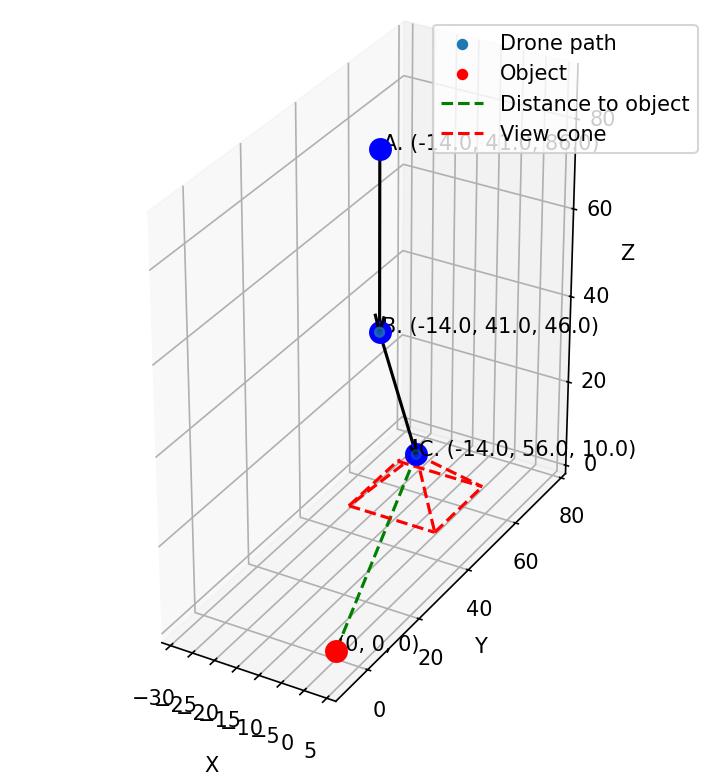 Drone path
Object
Distance to object
View cone
A. (-14.0, 41.0, 86.0)
B. (-14.0, 41.0, 46.0)
C. (-14.0, 56.0, 10.0)
(0, 0, 0)
80
60
Z
40
20
0
80
60
40
Y
20
0
−30
−25
−20
−15
−10
−5
0
5
X